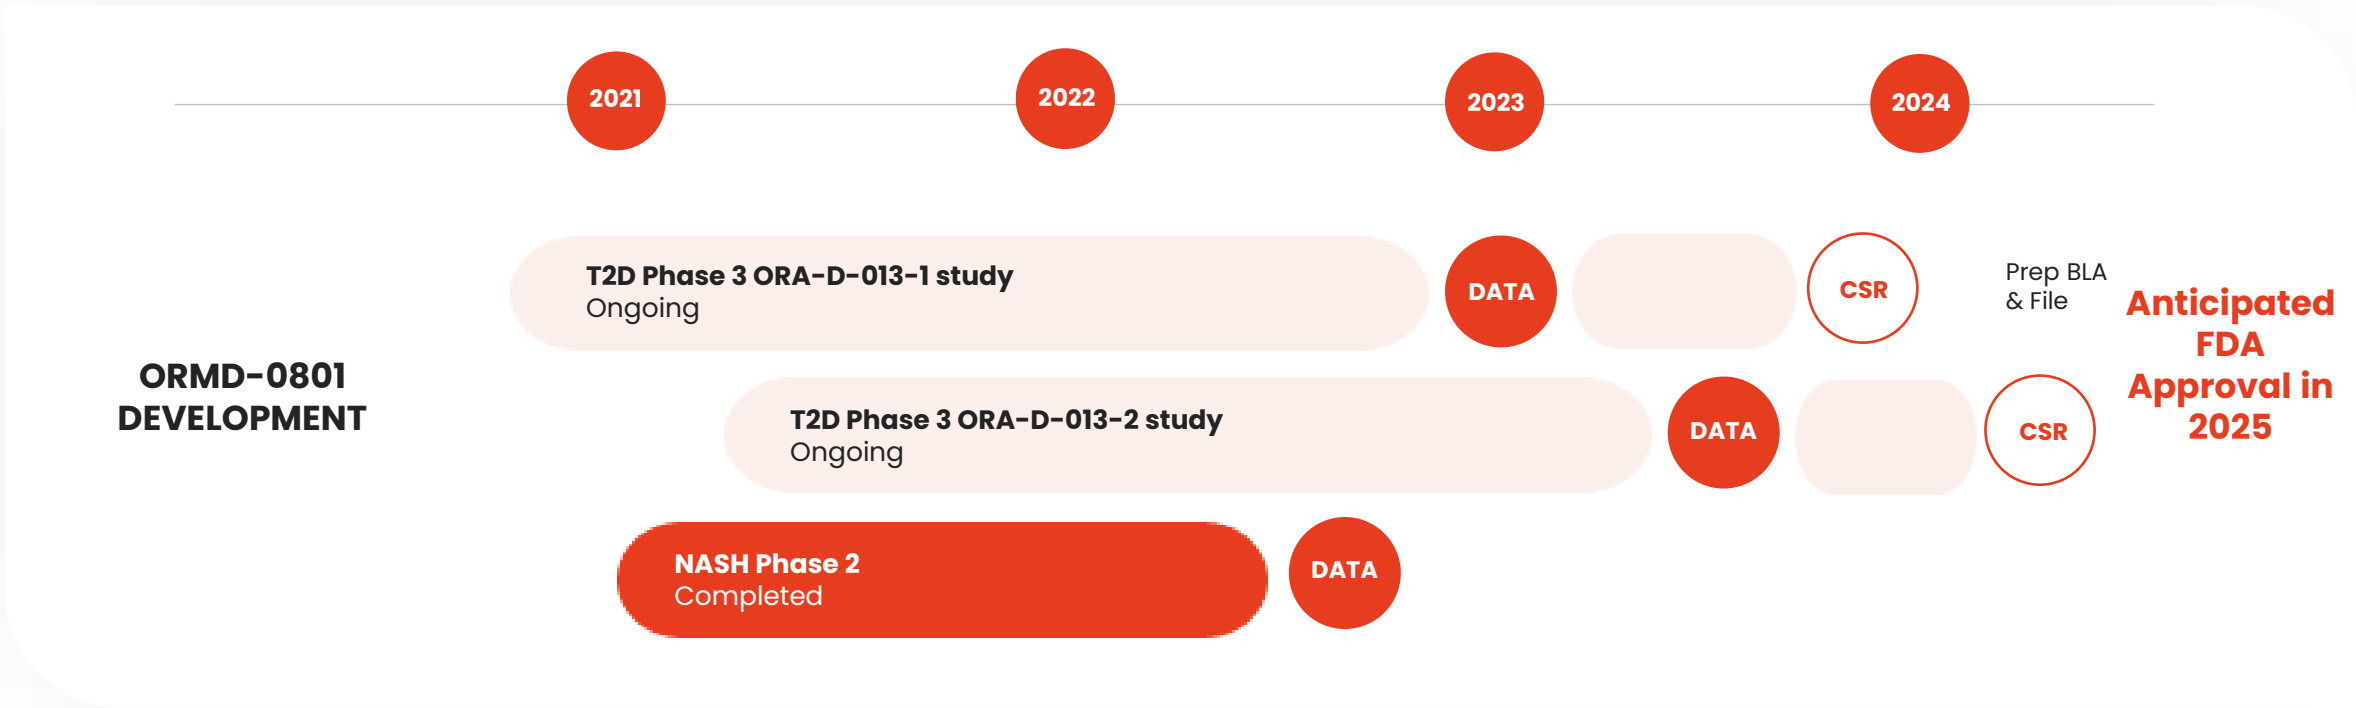 2021
2022
2023
2024
ORMD-0801
DEVELOPMENT
T2D Phase 3 ORA-D-013-1 study
Ongoing
DATA
CSR
Prep BLA
& File
T2D Phase 3 ORA-D-013-2 study
Ongoing
DATA
CSR
NASH Phase 2
Completed
DATA
Anticipated
FDA
Approval in
2025